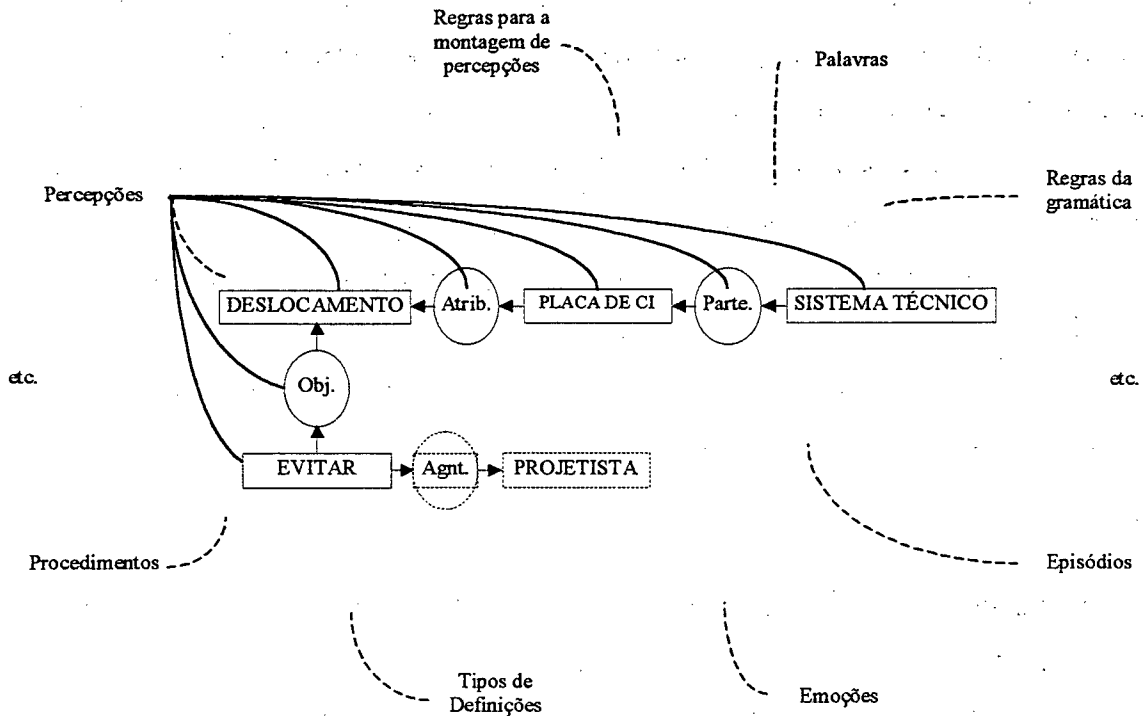 Regras para a
montagem de
percepções
Palavras
Percepções
Regras da
gramática
DESLOCAMENTO
Atrib.
PLACA DE CI
Parte.
SISTEMA TÉCNICO
etc.
Obj.
etc.
EVITAR
Agnt.
PROJETISTA
Procedimentos
Episódios
Tipos de
Definições
Emoções